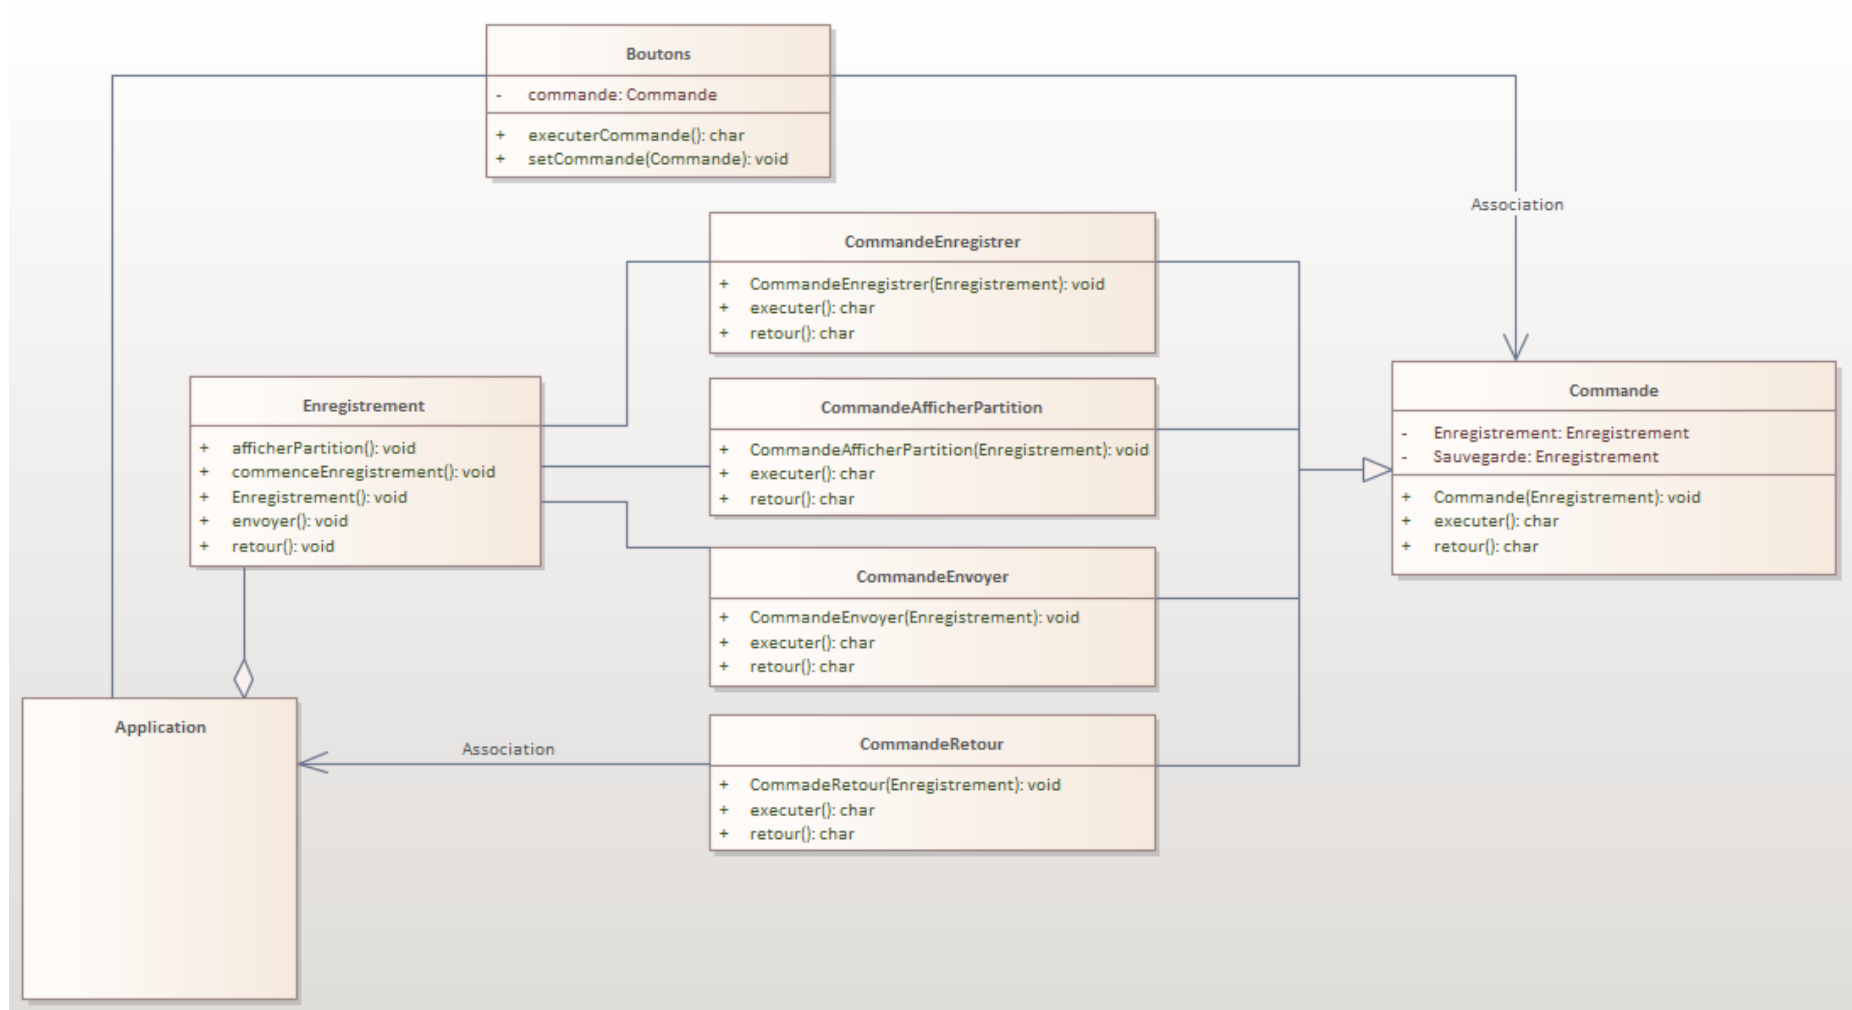 Boutons
- commande: Commande
+ executerCommande(): char
+ setCommande(Commande): void
Association
CommandeEnregistrer
+ CommandeEnregistrer(Enregistrement): void
+ executer(): char
+ retour(): char
Enregistrement
+ afficherPartition(): void
+ commenceEnregistrement(): void
+ Enregistrement(): void
+ envoyer(): void
+ retour(): void
CommandeAfficherPartition
+ CommandeAfficherPartition(Enregistrement): void
+ executer(): char
+ retour(): char
Commande
- Enregistrement: Enregistrement
- Sauvegarde: Enregistrement
+ Commande(Enregistrement): void
+ executer(): char
+ retour(): char
CommandeEnvoyer
+ CommandeEnvoyer(Enregistrement): void
+ executer(): char
+ retour(): char
Application
Association
CommandeRetour
+ CommadeRetour(Enregistrement): void
+ executer(): char
+ retour(): char